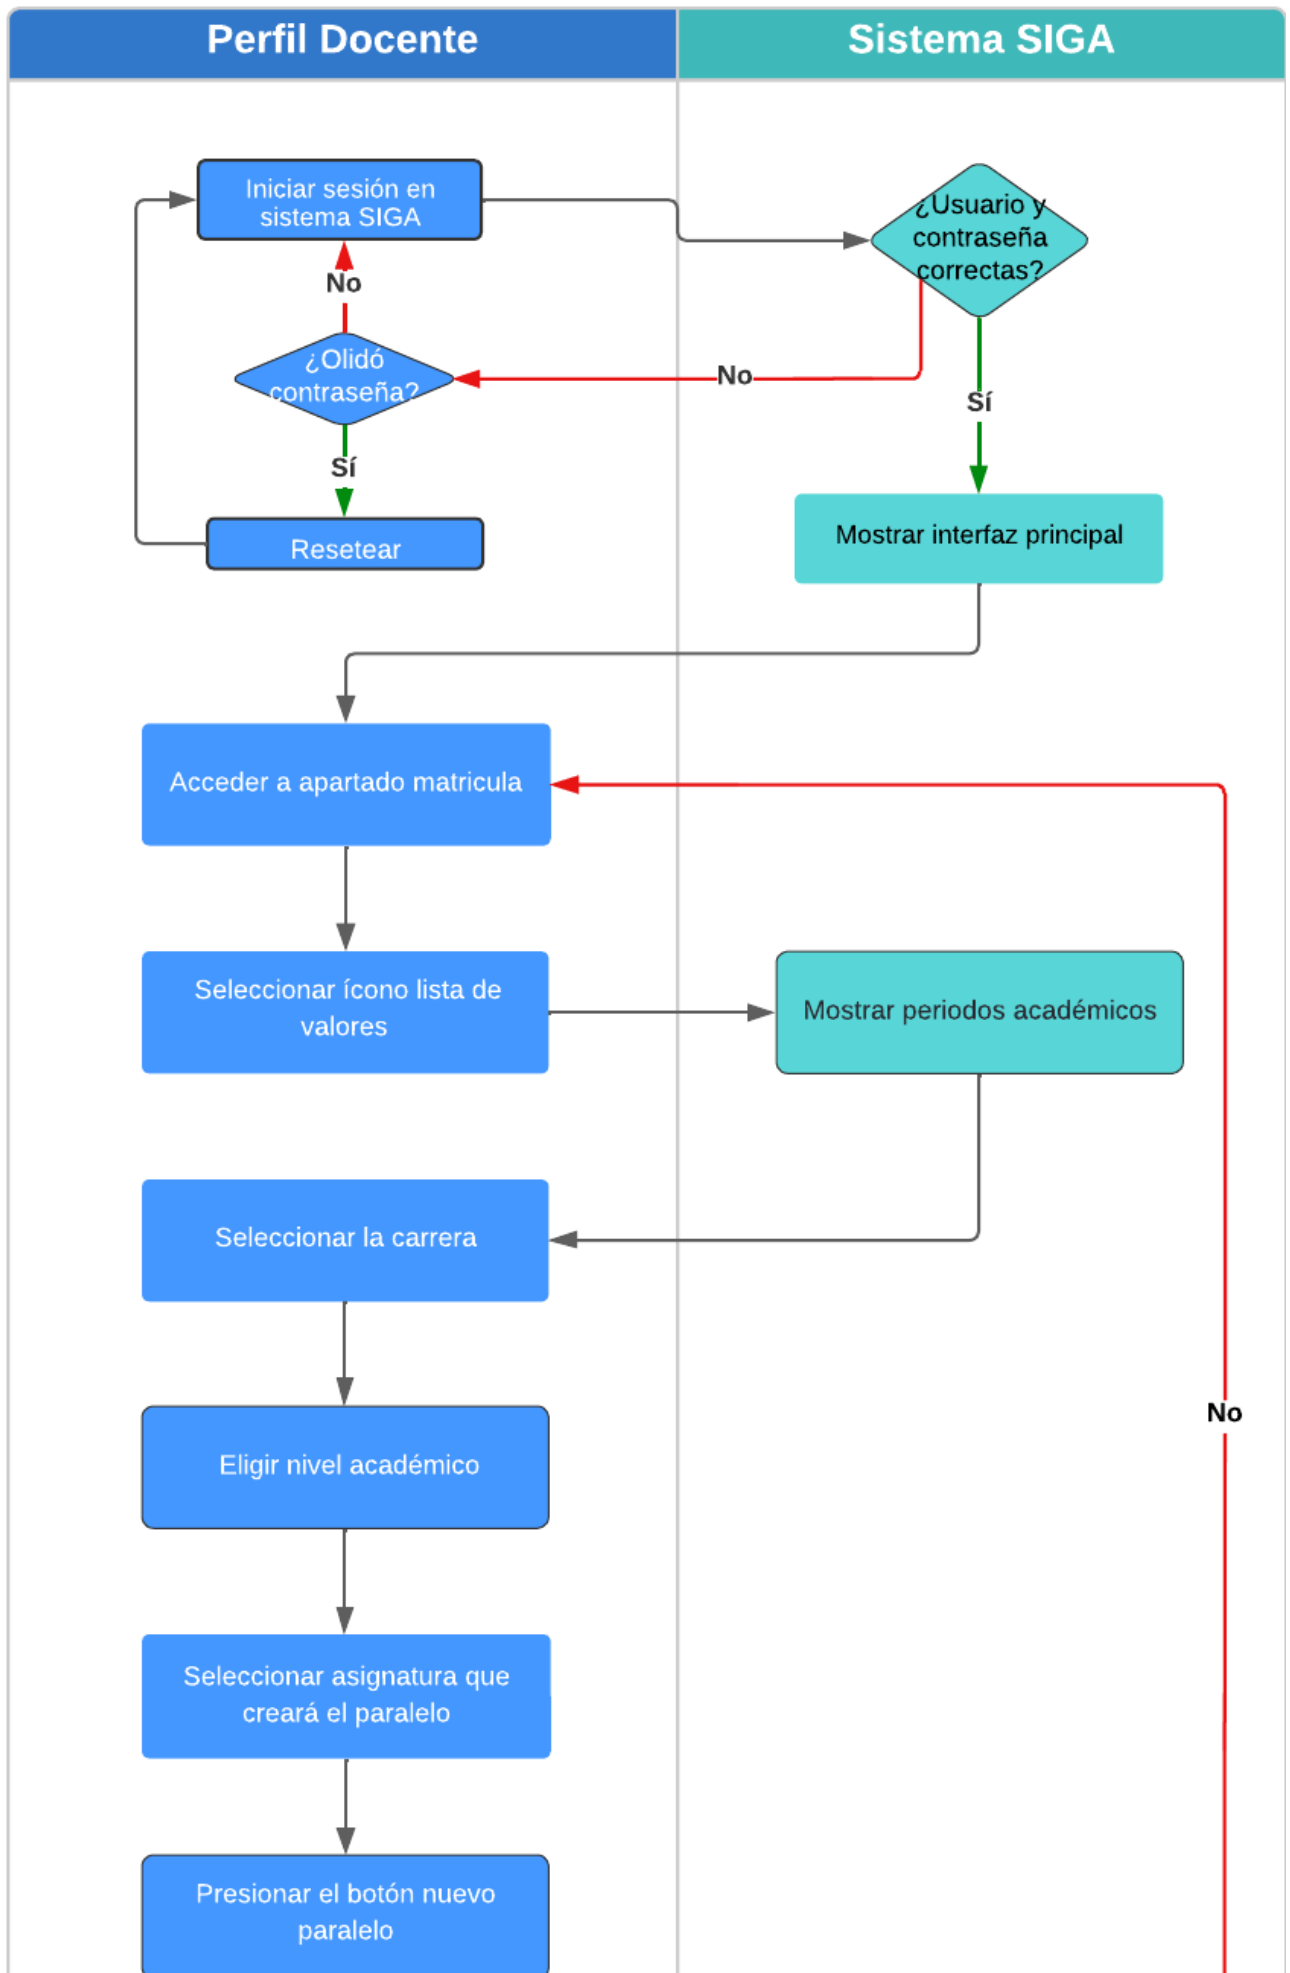 Perfil Docente
Sistema SIGA
Iniciar sesión en
sistema SIGA
¿Usuario y
contraseña
correctas?
No
¿Olidó
contraseña?
No
Sí
Sí
Resetear
Mostrar interfaz principal
Acceder a apartado matricula
Seleccionar ícono lista de
valores
Mostrar periodos académicos
Seleccionar la carrera
No
Eligir nivel académico
Seleccionar asignatura que
creará el paralelo
Presionar el botón nuevo
paralelo